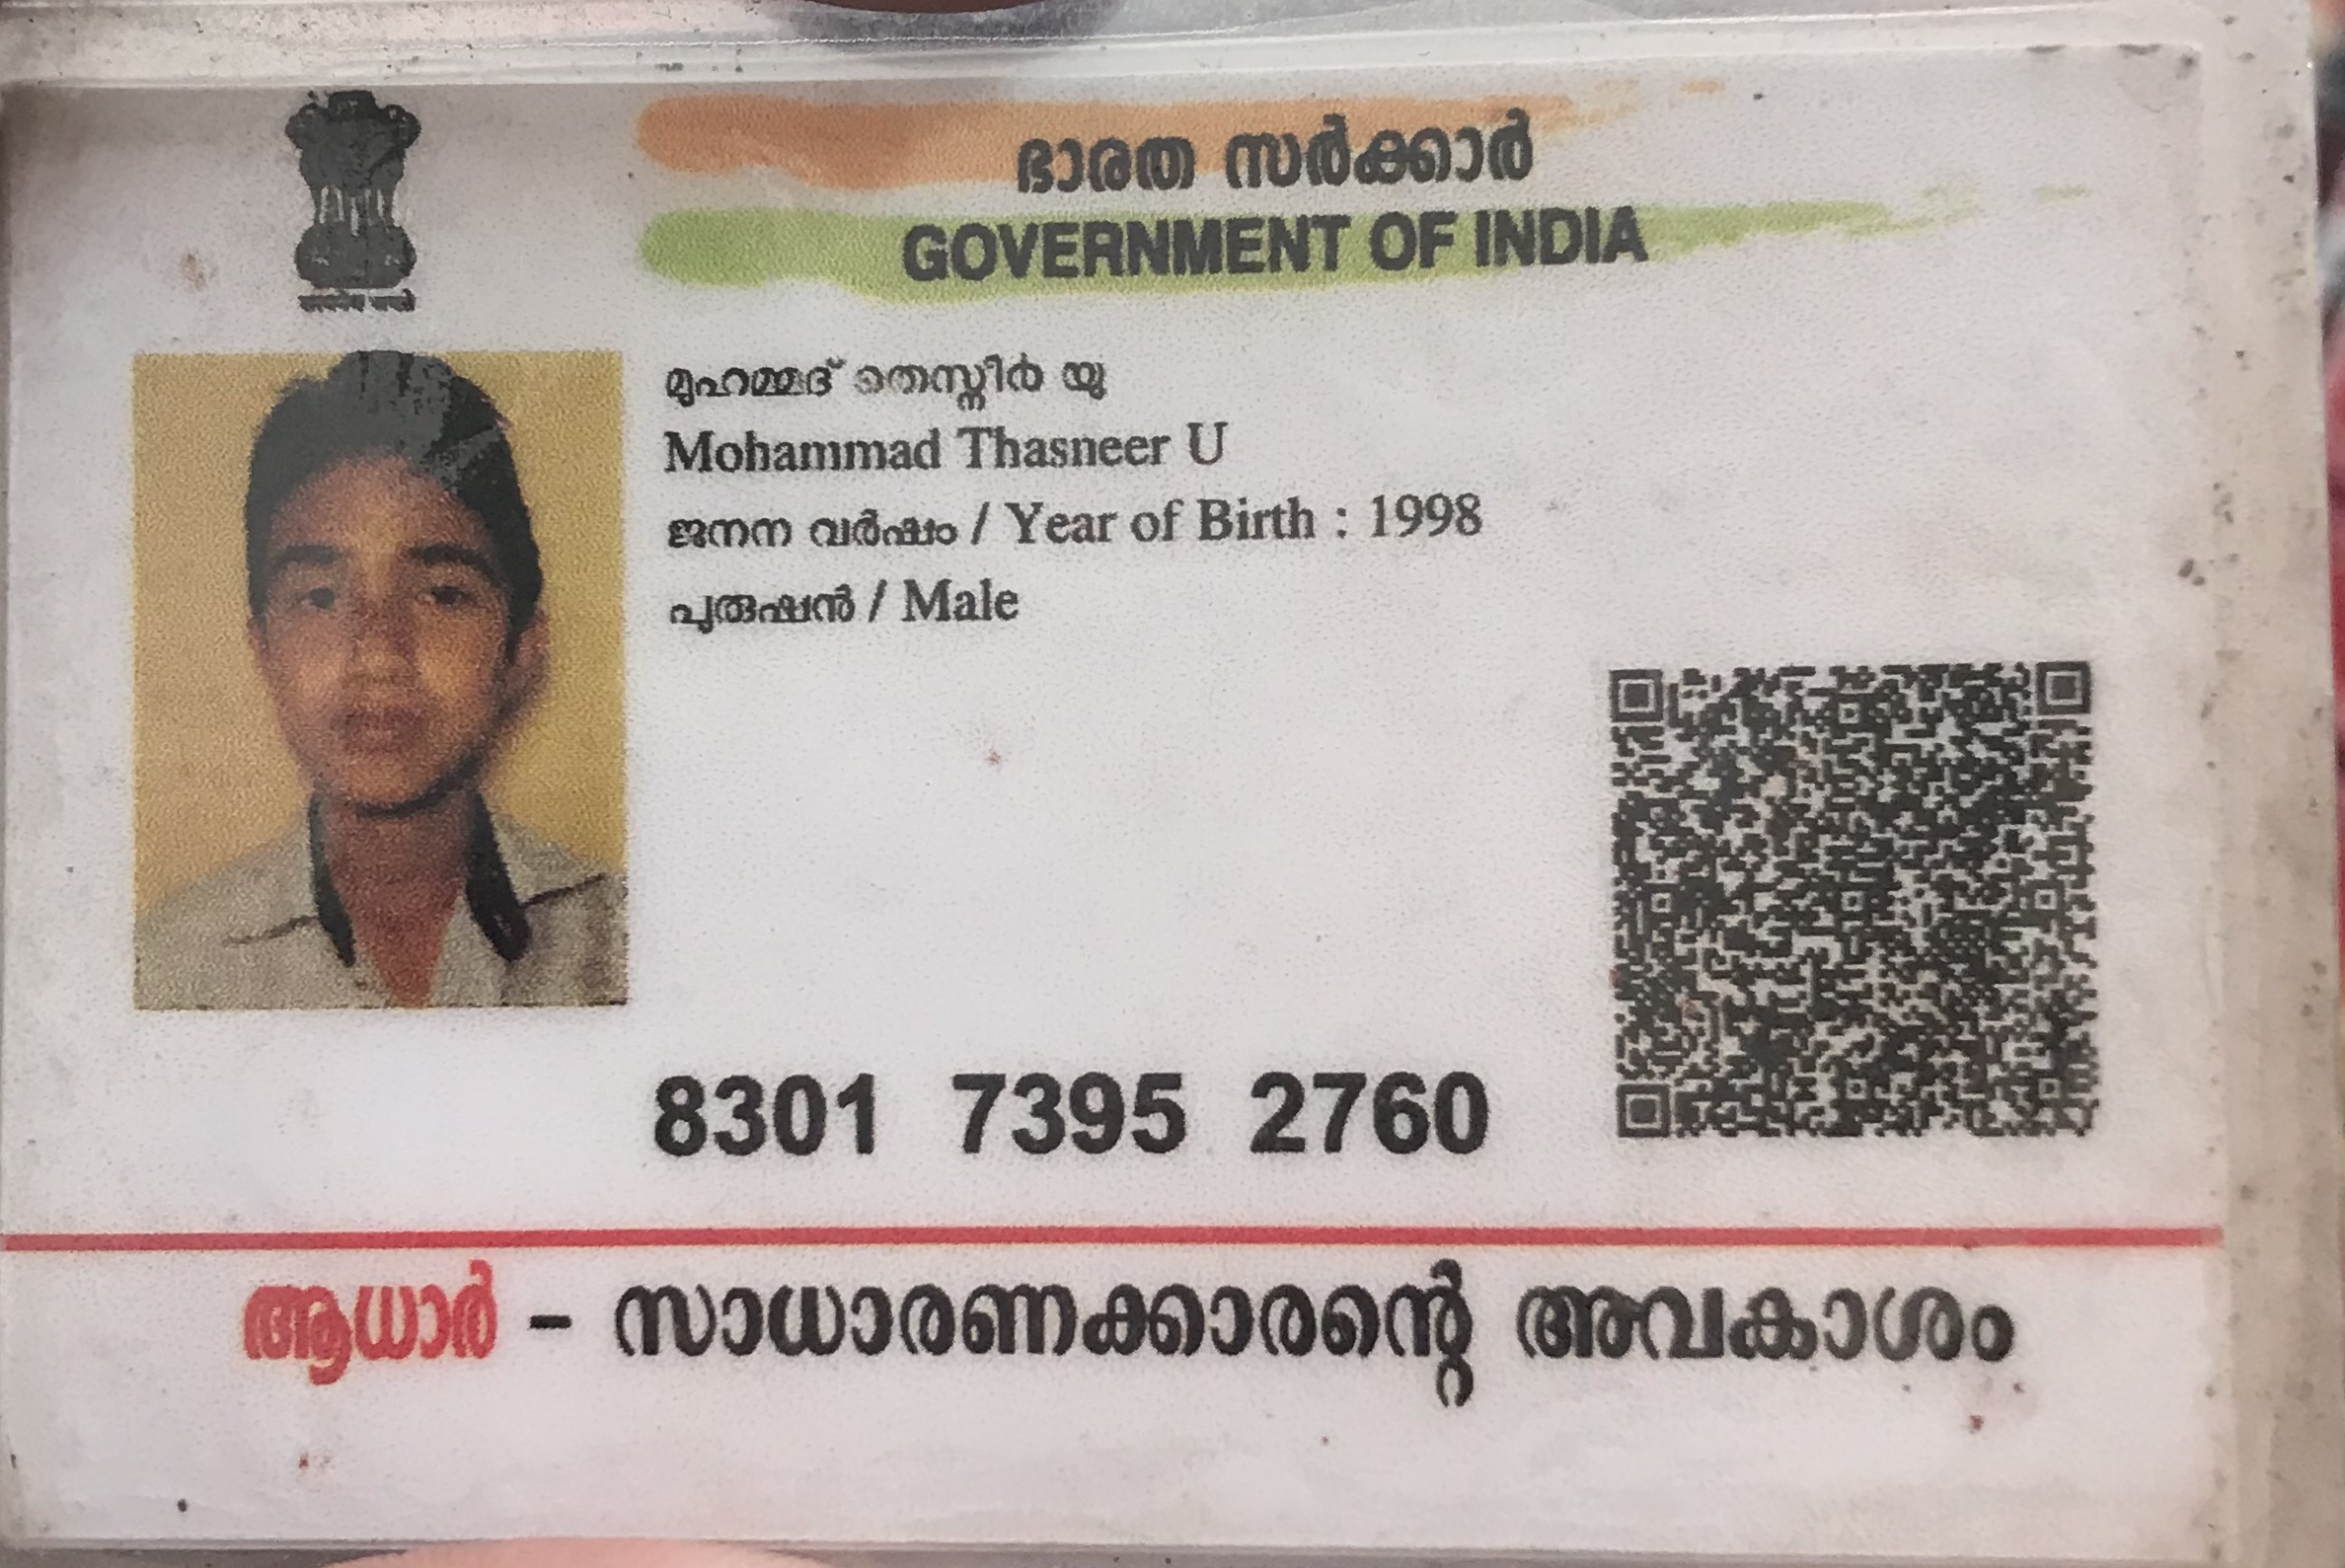 ഭാരത സർക്കാർ
GOVERNMENT OF INDIA
മുഹമ്മദ് തെസ്നീർ യു
Mohammad Thasneer U
ജനന വർഷം / Year of Birth : 1998
പുരുഷൻ / Male
8301 7395 2760
ആധാർ - സാധാരണക്കാരന്റെ അവകാശം